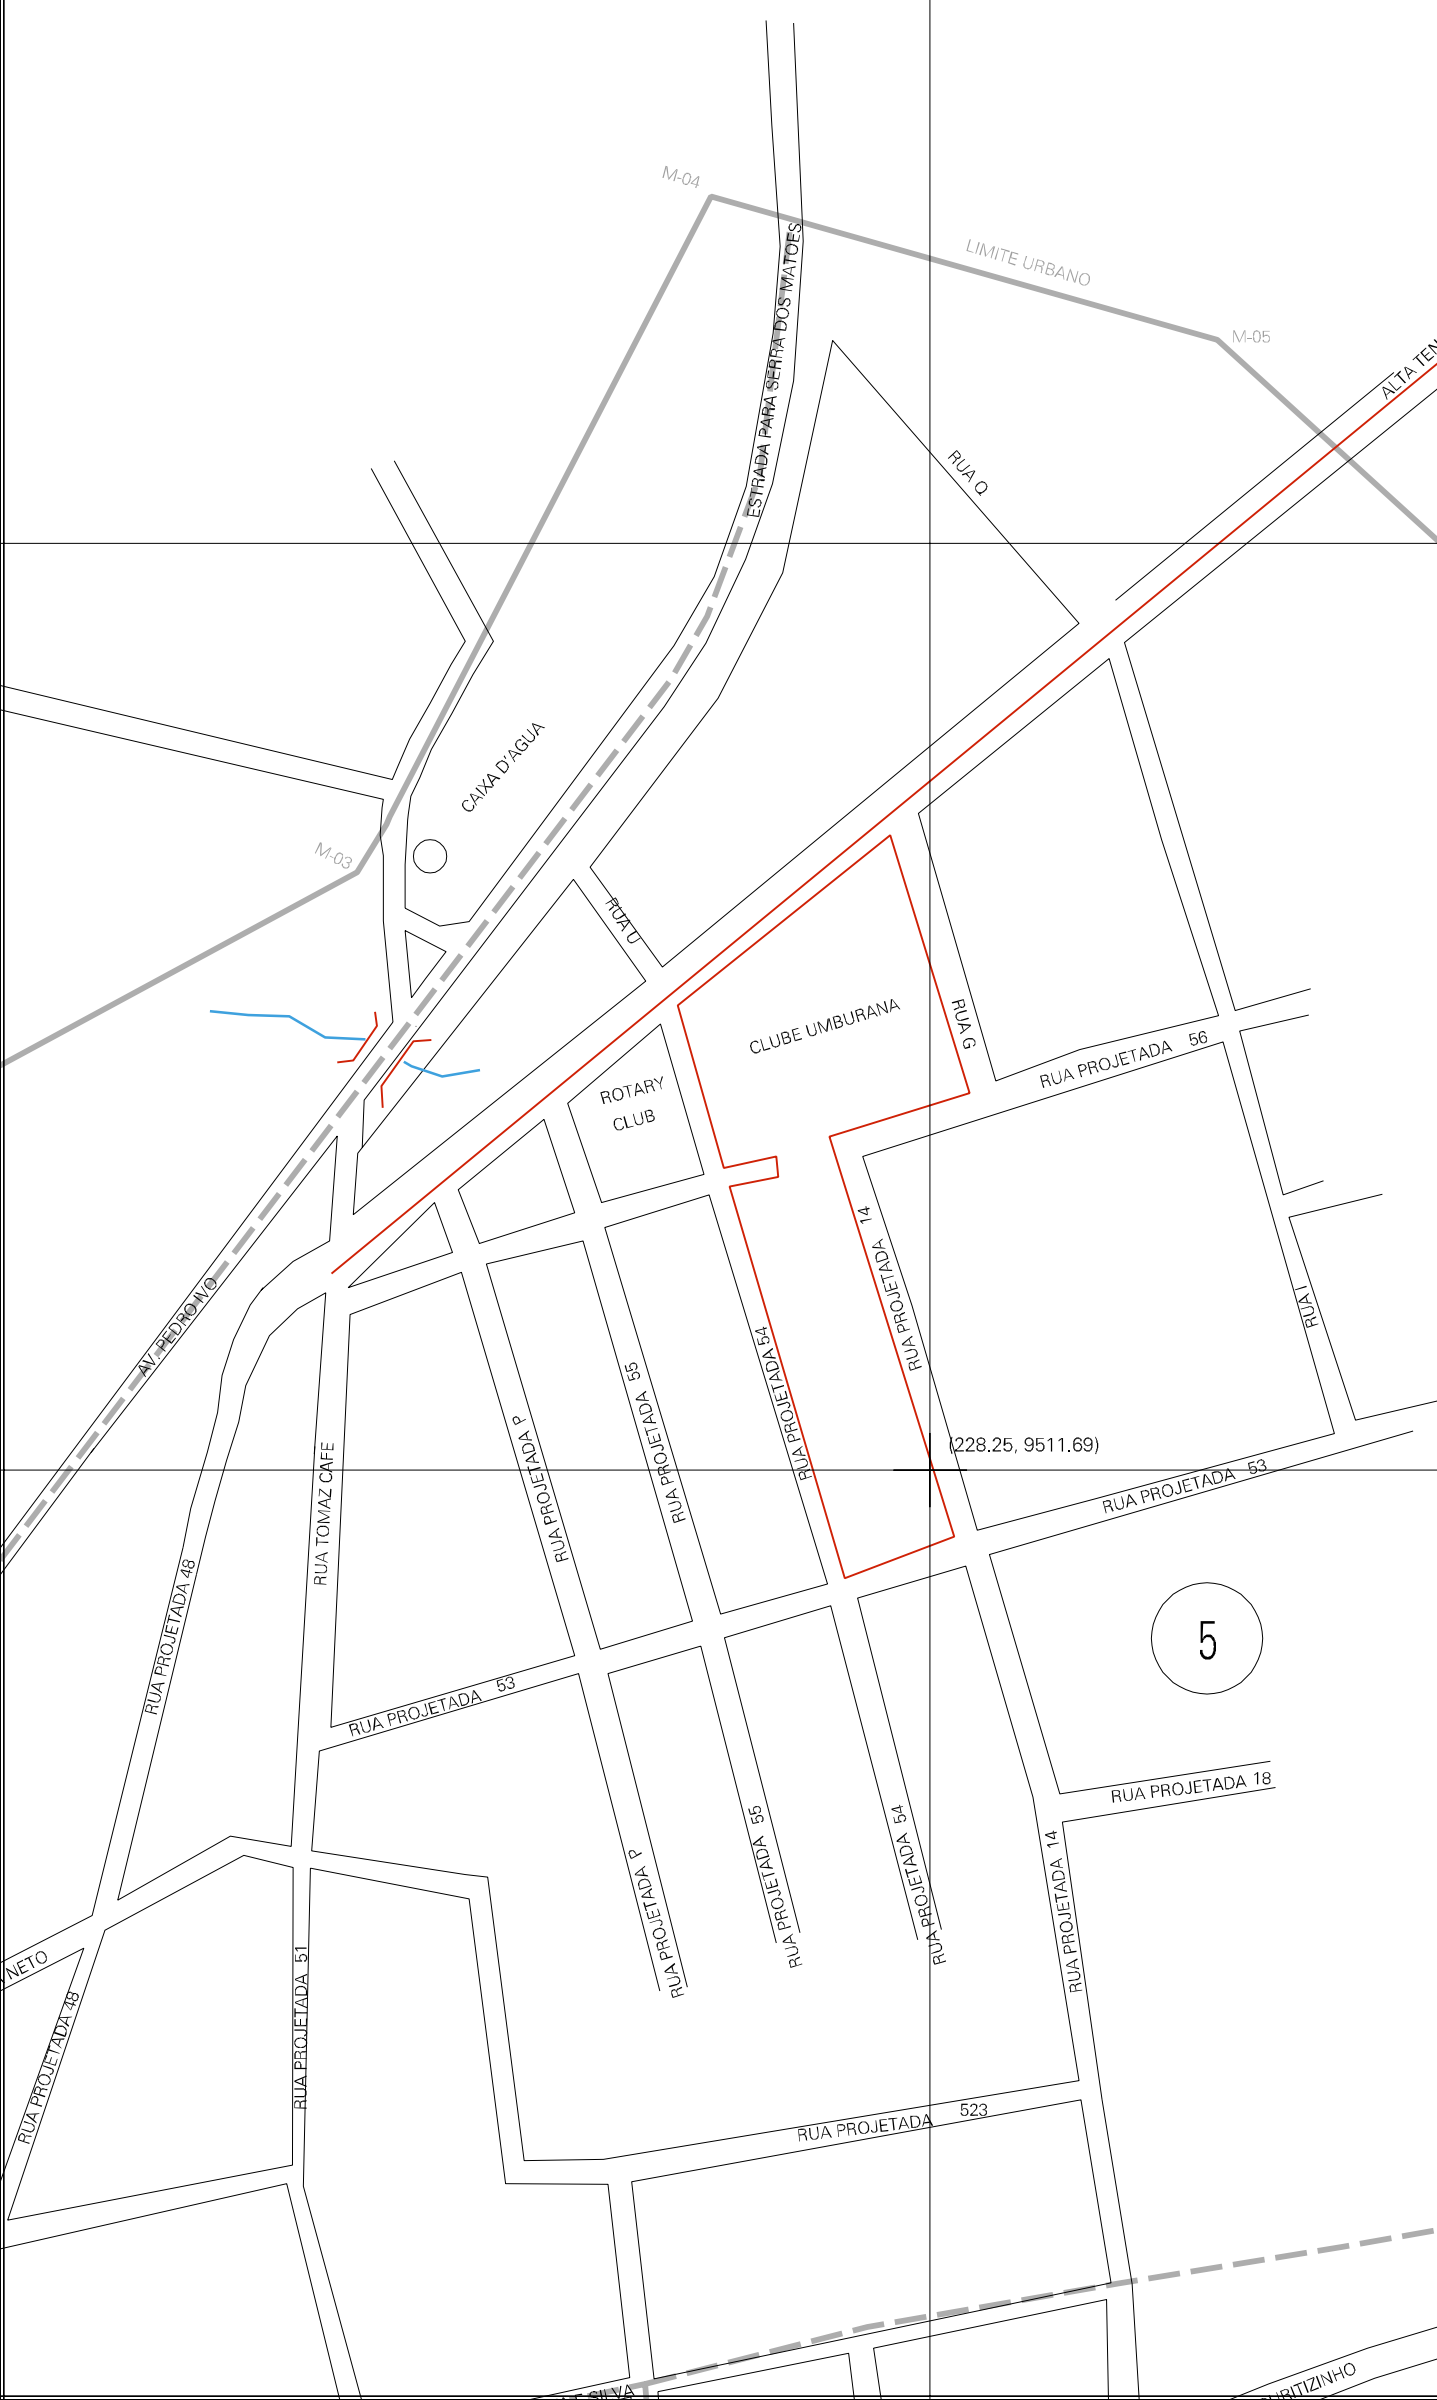 M-04
LIMITE URBANO
M-05
ESTRADA PARA SERRA DOS MATOES
ALTA TEN
RUA Q
CAIXA D'AGUA
M-03
RUA U
CLUBE UMBURANA
RUA G
RUA PROJETADA 56
ROTARY
CLUB
AV. PEDRO IVO
RUA PROJETADA 14
RUA I
RUA PROJETADA 54
RUA PROJETADA 55
RUA PROJETADA P
RUA TOMAZ CAFE
(228.25, 9511.69)
RUA PROJETADA 53
RUA PROJETADA 48
5
RUA PROJETADA 53
RUA PROJETADA 18
RUA PROJETADA P
RUA PROJETADA 55
RUA PROJETADA 54
RUA PROJETADA 14
NETO
RUA PROJETADA 51
RUA PROJETADA 48
RUA PROJETADA 523
SILVA
URITIZINHO